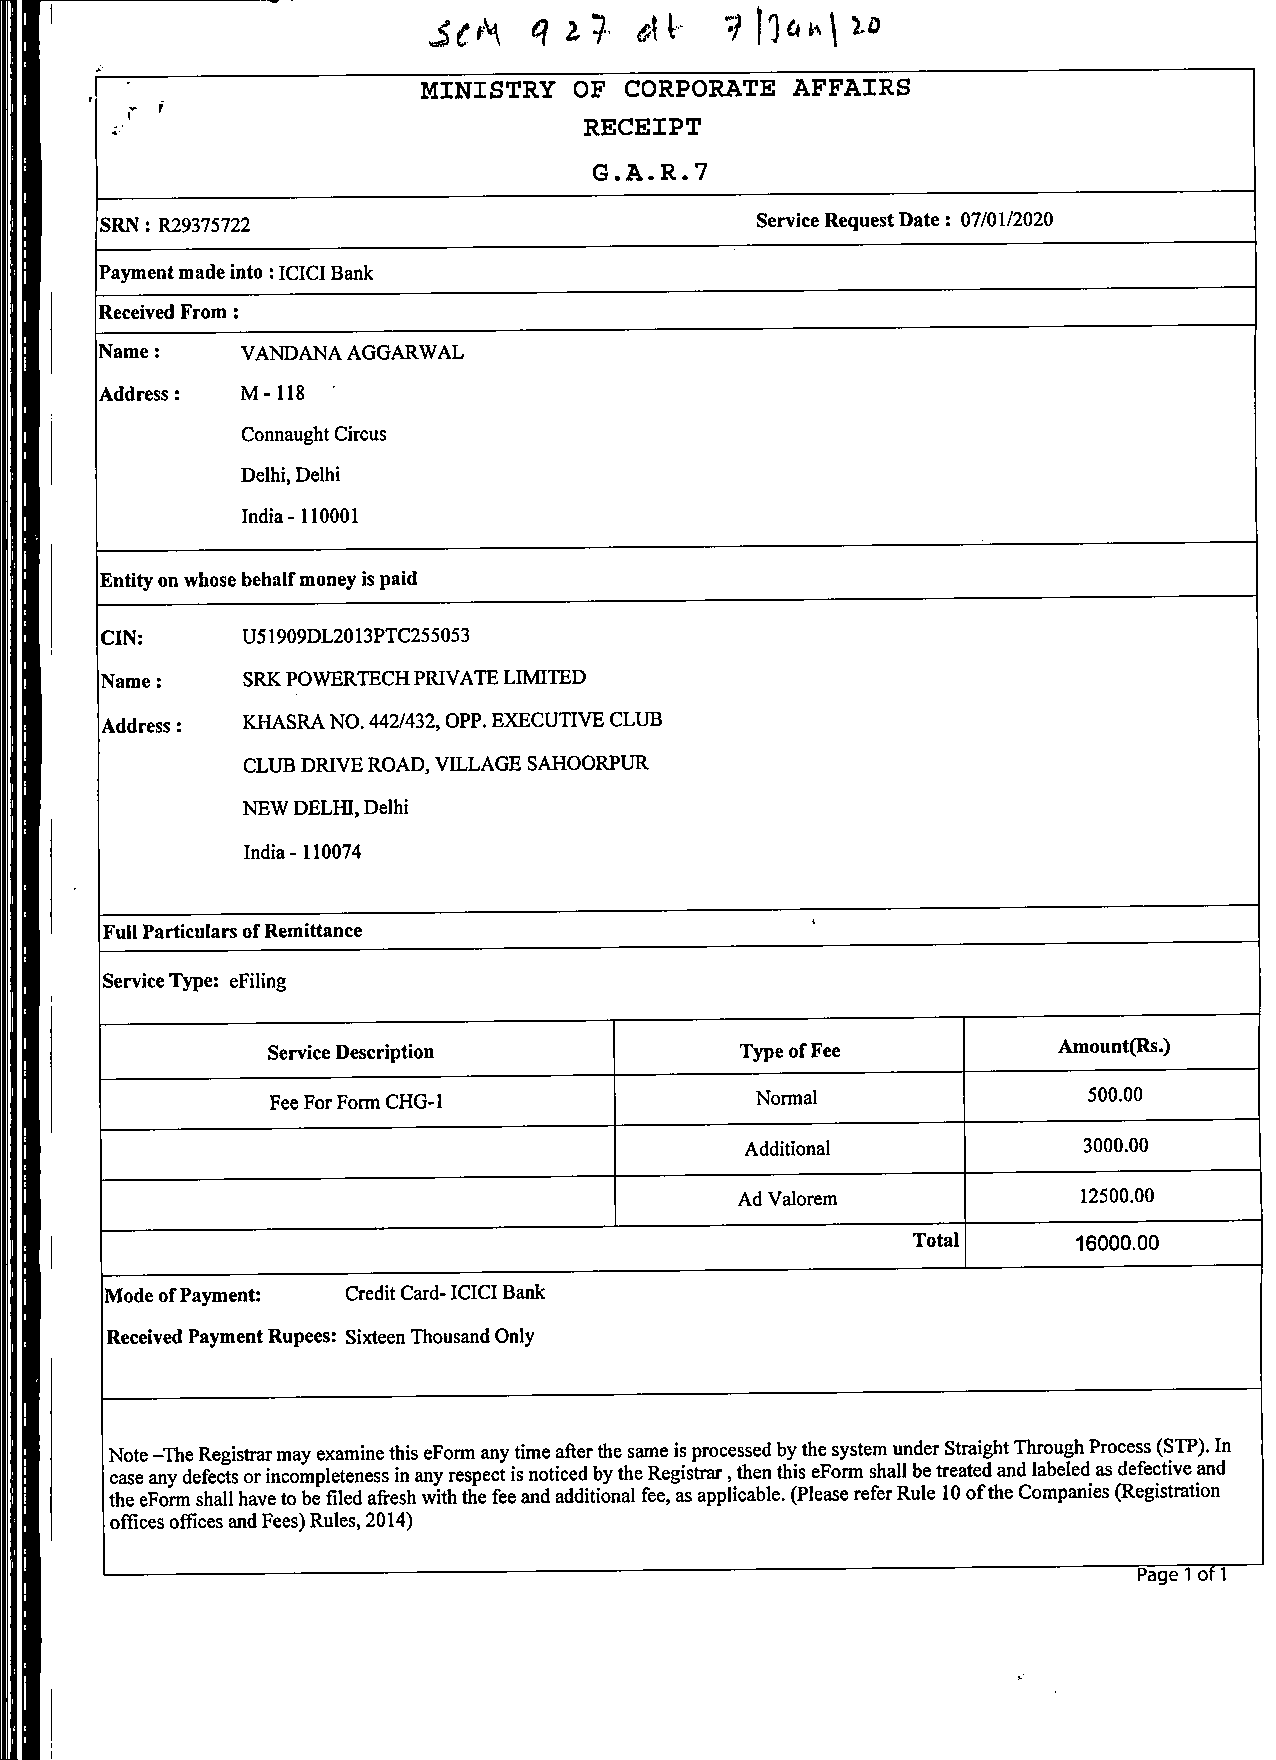 SCM 927 dt 7/Jan/20
MINISTRY OF CORPORATE AFFAIRS
RECEIPT
G.A.R.7
SRN : R29375722 Service Request Date : 07/01/2020
Payment made into : ICICI Bank
Received From :
Name : VANDANA AGGARWAL
Address : M - 118
Connaught Circus
Delhi, Delhi
India - 110001
Entity on whose behalf money is paid
CIN: U51909DL2013PTC255053
Name : SRK POWERTECH PRIVATE LIMITED
Address : KHASRA NO. 442/432, OPP. EXECUTIVE CLUB
CLUB DRIVE ROAD, VILLAGE SAHOORPUR
NEW DELHI, Delhi
India - 110074
Full Particulars of Remittance
Service Type: eFiling
Service Description Type of Fee Amount(Rs.)
Fee For Form CHG-1 Normal 500.00
Additional 3000.00
Ad Valorem 12500.00
Total 16000.00
Mode of Payment: Credit Card- ICICI Bank
Received Payment Rupees: Sixteen Thousand Only
Note –The Registrar may examine this eForm any time after the same is processed by the system under Straight Through Process (STP). In
case any defects or incompleteness in any respect is noticed by the Registrar , then this eForm shall be treated and labeled as defective and
the eForm shall have to be filed afresh with the fee and additional fee, as applicable. (Please refer Rule 10 of the Companies (Registration
offices offices and Fees) Rules, 2014)
Page 1 of 1